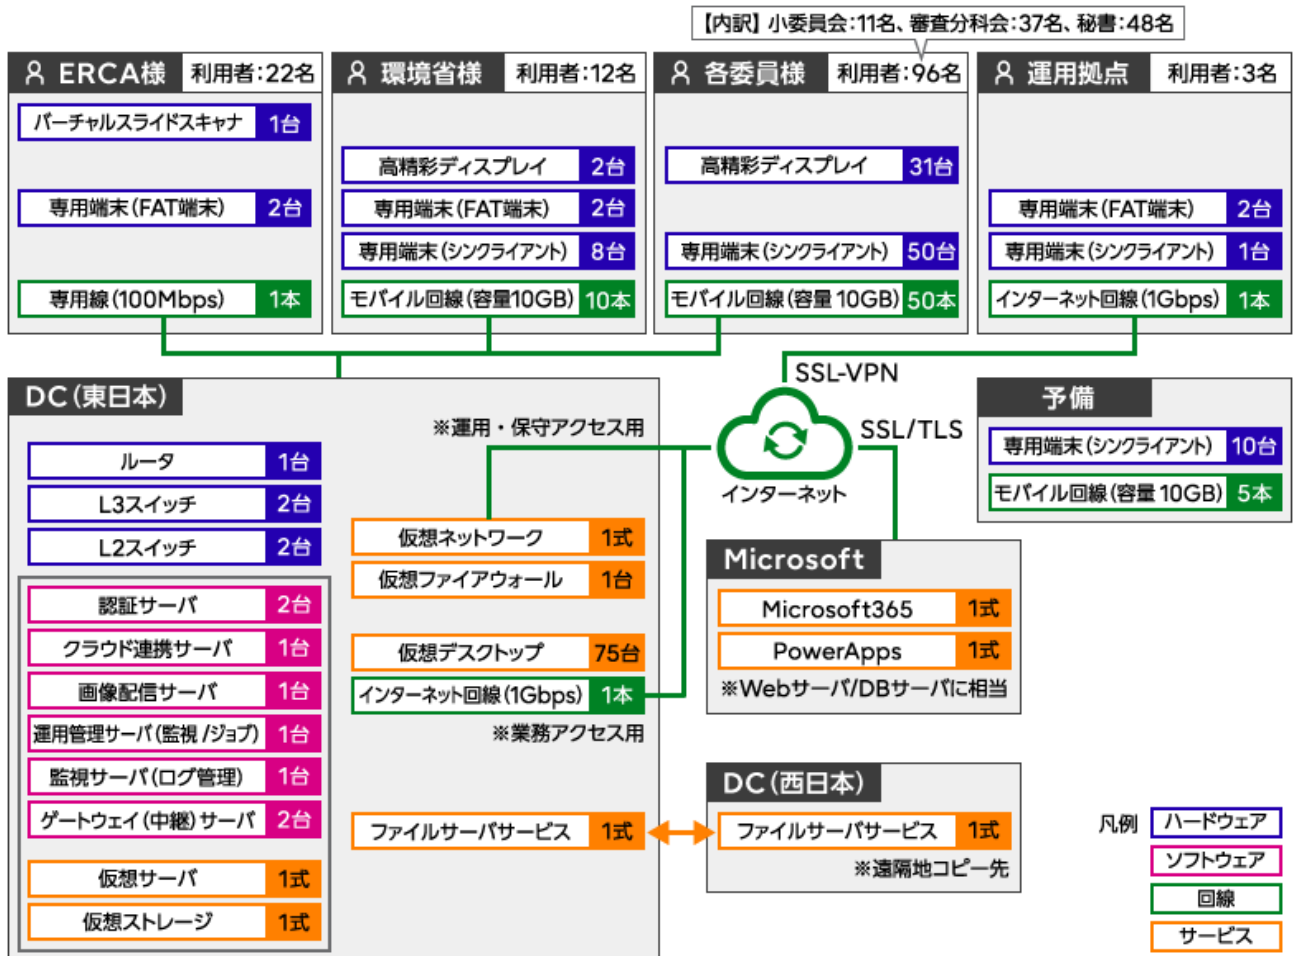 【内訳】小委員会：11名、審査分科会：37名、秘書：48名
ERCA様 利用者：22名
バーチャルスライドスキャナ 1台
専用端末（FAT端末） 2台
専用線（100Mbps） 1本
環境省様 利用者：12名
高精彩ディスプレイ 2台
専用端末（FAT端末） 2台
専用端末（シンクライアント） 8台
モバイル回線（容量10GB） 10本
各委員様 利用者：96名
高精彩ディスプレイ 31台
専用端末（シンクライアント） 50台
モバイル回線（容量10GB） 50本
運用拠点 利用者：3名
専用端末（FAT端末） 2台
専用端末（シンクライアント） 1台
インターネット回線（1Gbps） 1本
DC（東日本）
ルータ 1台
L3スイッチ 2台
L2スイッチ 2台
認証サーバ 2台
クラウド連携サーバ 1台
画像配信サーバ 1台
運用管理サーバ（監視/ジョブ） 1台
監視サーバ（ログ管理） 1台
ゲートウェイ（中継）サーバ 2台
仮想サーバ 1式
仮想ストレージ 1式
※運用・保守アクセス用
仮想ネットワーク 1式
仮想ファイアウォール 1台
仮想デスクトップ 75台
インターネット回線（1Gbps） 1本
※業務アクセス用
ファイルサーバサービス 1式
SSL-VPN
SSL/TLS
インターネット
予備
専用端末（シンクライアント） 10台
モバイル回線（容量10GB） 5本
Microsoft
Microsoft365 1式
PowerApps 1式
※Webサーバ/DBサーバに相当
DC（西日本）
ファイルサーバサービス 1式
※遠隔地コピー先
凡例
ハードウェア
ソフトウェア
回線
サービス